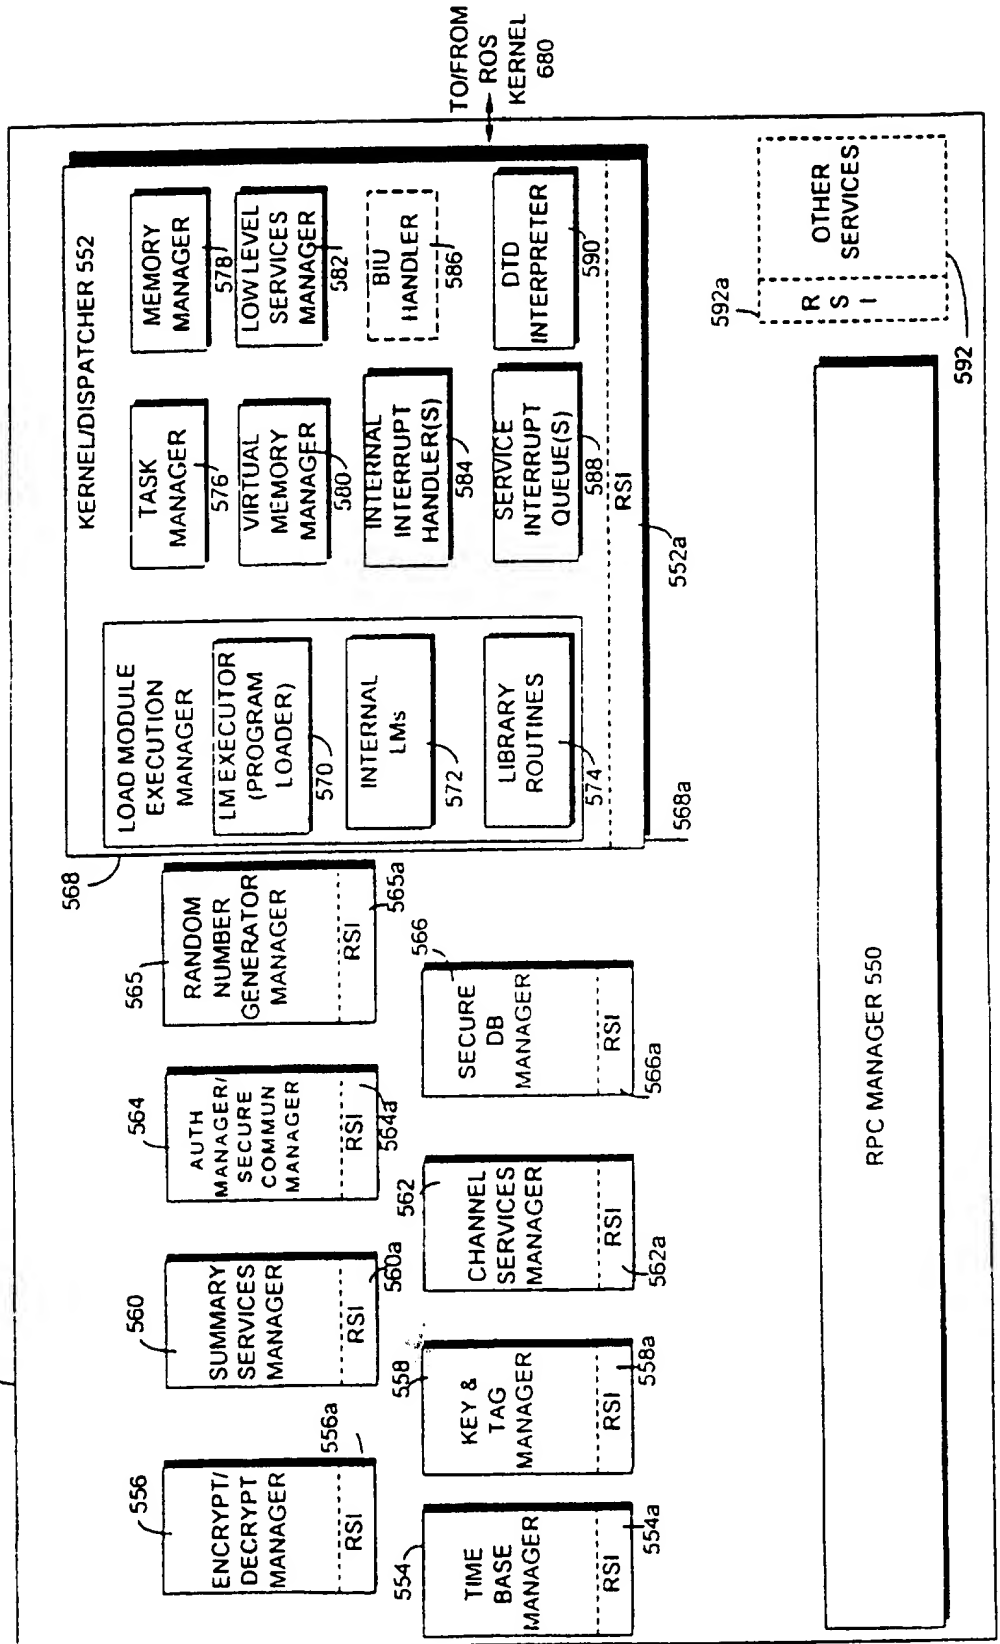 TO/FROM
ROS
KERNEL
680
KERNEL/DISPATCHER 552
LOAD MODULE
EXECUTION
MANAGER
568
LM EXECUTOR
(PROGRAM
LOADER)
570
INTERNAL
LMs
572
LIBRARY
ROUTINES
574
568a
TASK
MANAGER
576
MEMORY
MANAGER
578
VIRTUAL
MEMORY
MANAGER
580
LOW LEVEL
SERVICES
MANAGER
582
INTERNAL
INTERRUPT
HANDLER(S)
584
BIU
HANDLER
586
SERVICE
INTERRUPT
QUEUE(S)
588
DTD
INTERPRETER
590
RSI
552a
556
ENCRYPT/
DECRYPT
MANAGER
RSI
556a
560
SUMMARY
SERVICES
MANAGER
RSI
560a
564
AUTH
MANAGER/
SECURE
COMMUN
MANAGER
RSI
564a
565
RANDOM
NUMBER
GENERATOR
MANAGER
RSI
565a
554
TIME
BASE
MANAGER
RSI
554a
558
KEY &
TAG
MANAGER
RSI
558a
562
CHANNEL
SERVICES
MANAGER
RSI
562a
566
SECURE
DB
MANAGER
RSI
566a
RPC MANAGER 550
592a
R
S
I
OTHER
SERVICES
592